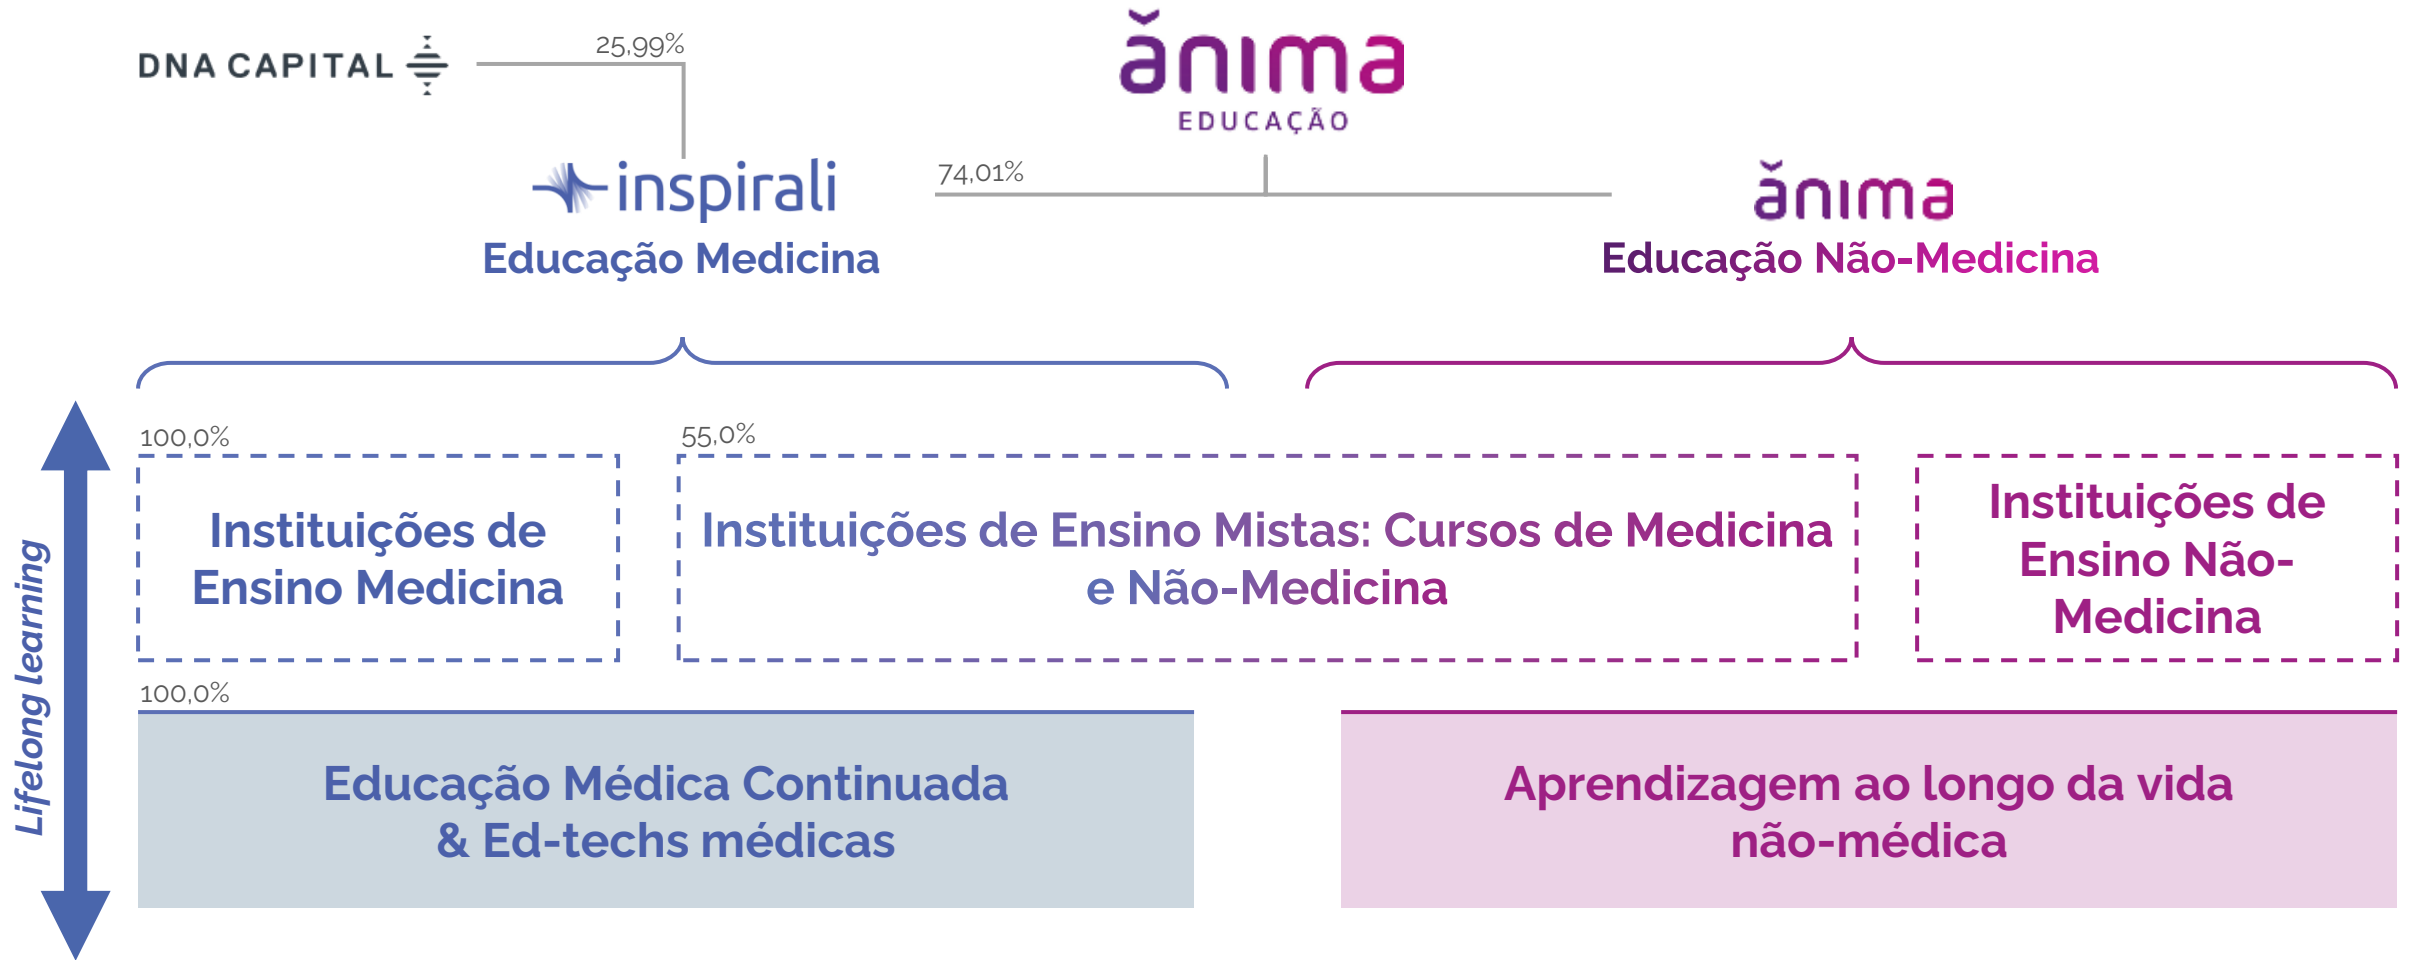 DNA CAPITAL
25,99%
ănıma
EDUCAÇÃO
inspirali
74,01%
ănıma
Educação Medicina
Educação Não-Medicina
Lifelong learning
100,0%
Instituições de
Ensino Medicina
55,0%
Instituições de Ensino Mistas: Cursos de Medicina
e Não-Medicina
Instituições de
Ensino Não-
Medicina
100,0%
Educação Médica Continuada
& Ed-techs médicas
Aprendizagem ao longo da vida
não-médica